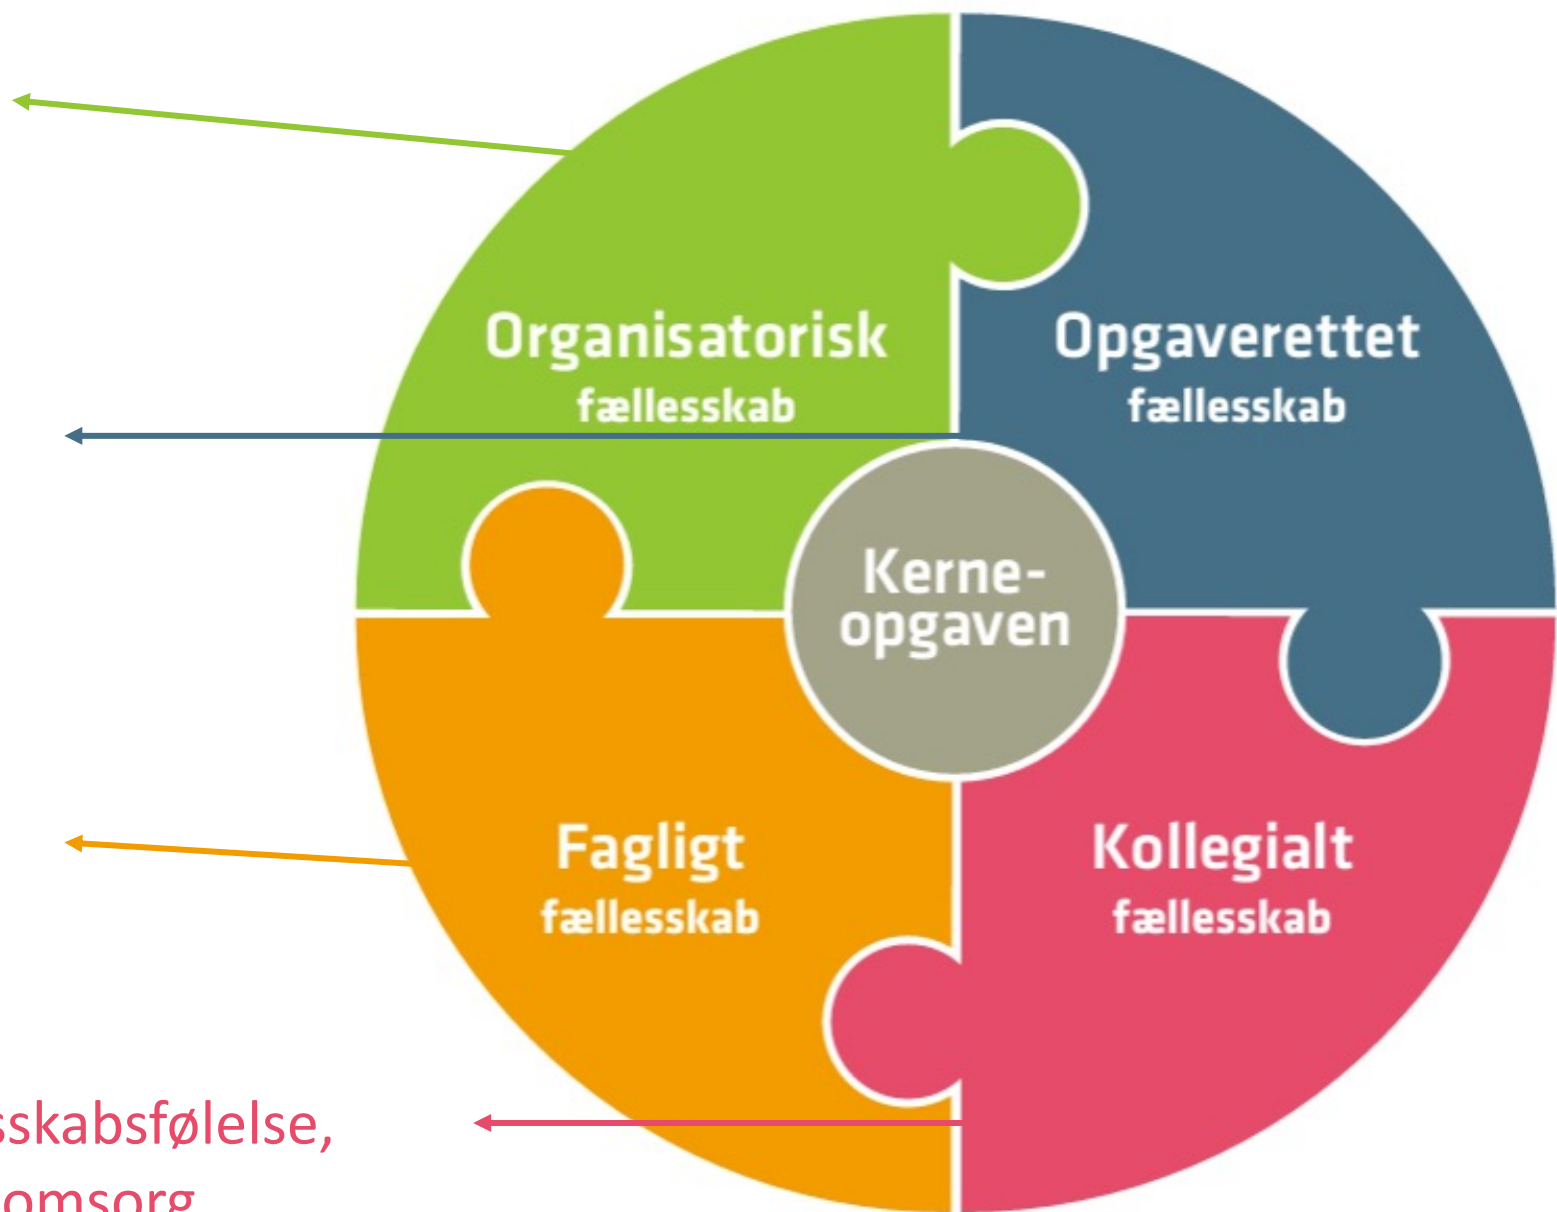 Organisatorisk
fællesskab
Opgaverettet
fællesskab
Kerne-
opgaven
Fagligt
fællesskab
Kollegialt
fællesskab
sskabsfølelse,
omsorg